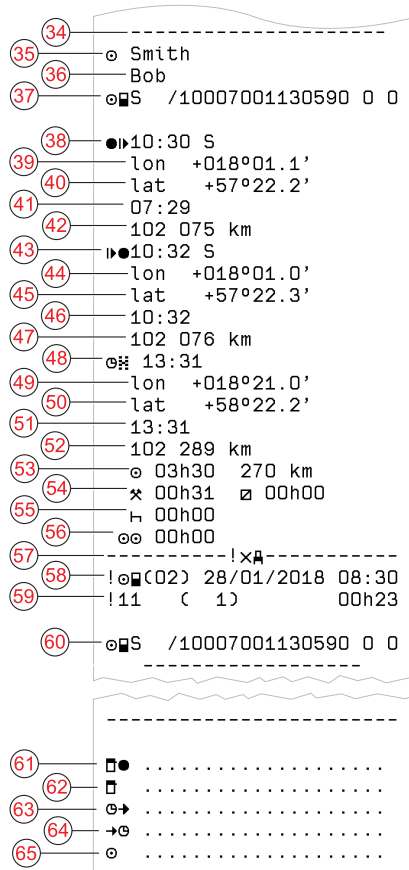 34 -------------------------
35 ⊙ Smith
36 Bob
37 ⊙■S /10007001130590 0 0
38 ●I▶10:30 S
39 lon +018º01.1’
40 lat +57º22.2’
41 07:29
42 102 075 km
43 I▶●10:32 S
44 lon +018º01.0’
45 lat +57º22.3’
46 10:32
47 102 076 km
48 13:31
49 lon +018º21.0’
50 lat +58º22.2’
51 13:31
52 102 289 km
53 ⊙ 03h30 270 km
54 00h31 00h00
55 00h00
56 ⊙⊙ 00h00
57 -------------!×-------------
58 !⊙■(02) 28/01/2018 08:30
59 !11 ( 1) 00h23
60 ⊙■S /10007001130590 0 0
---------------------
----------------------------
61 ● ....................
62 ....................
63 ➔ ....................
64 ➔ ....................
65 ⊙ ....................